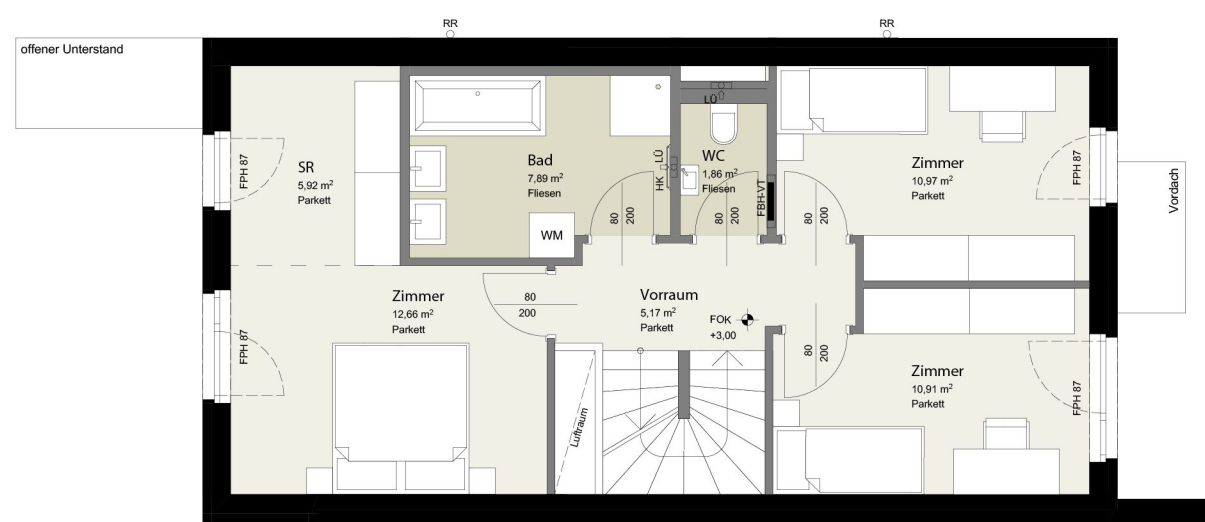 RR
RR
offener Unterstand
LÜ
FPH 87
SR
5,92 m²
Parkett
Bad
7,89 m²
Fliesen
HK
LÜ
WC
1,86 m²
Fliesen
FBH-VT
Zimmer
10,97 m²
Parkett
FPH 87
Vordach
80
200
80
200
80
200
WM
Zimmer
12,66 m²
Parkett
80
200
Vorraum
5,17 m²
Parkett
FOK
+3,00
FPH 87
80
200
Zimmer
10,91 m²
Parkett
FPH 87
Luftraum